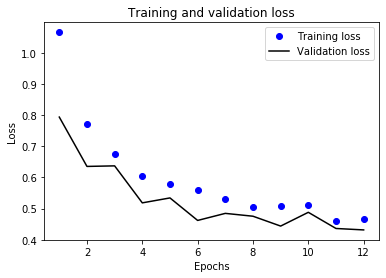 Training and validation loss
Training loss
Validation loss
Loss
1.0
0.9
0.8
0.7
0.6
0.5
0.4
2 4 6 8 10 12
Epochs